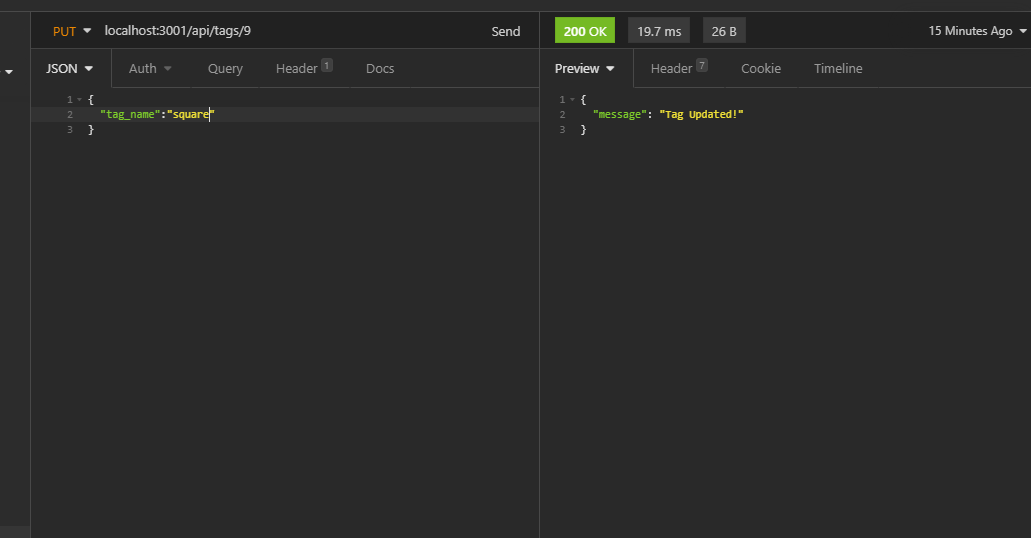 PUT localhost:3001/api/tags/9 Send
200 OK 19.7 ms 26 B 15 Minutes Ago
JSON Auth Query Header 1 Docs
Preview Header 7 Cookie Timeline
1 {
2 "tag_name":"square"
3 }
1 {
2 "message": "Tag Updated!"
3 }